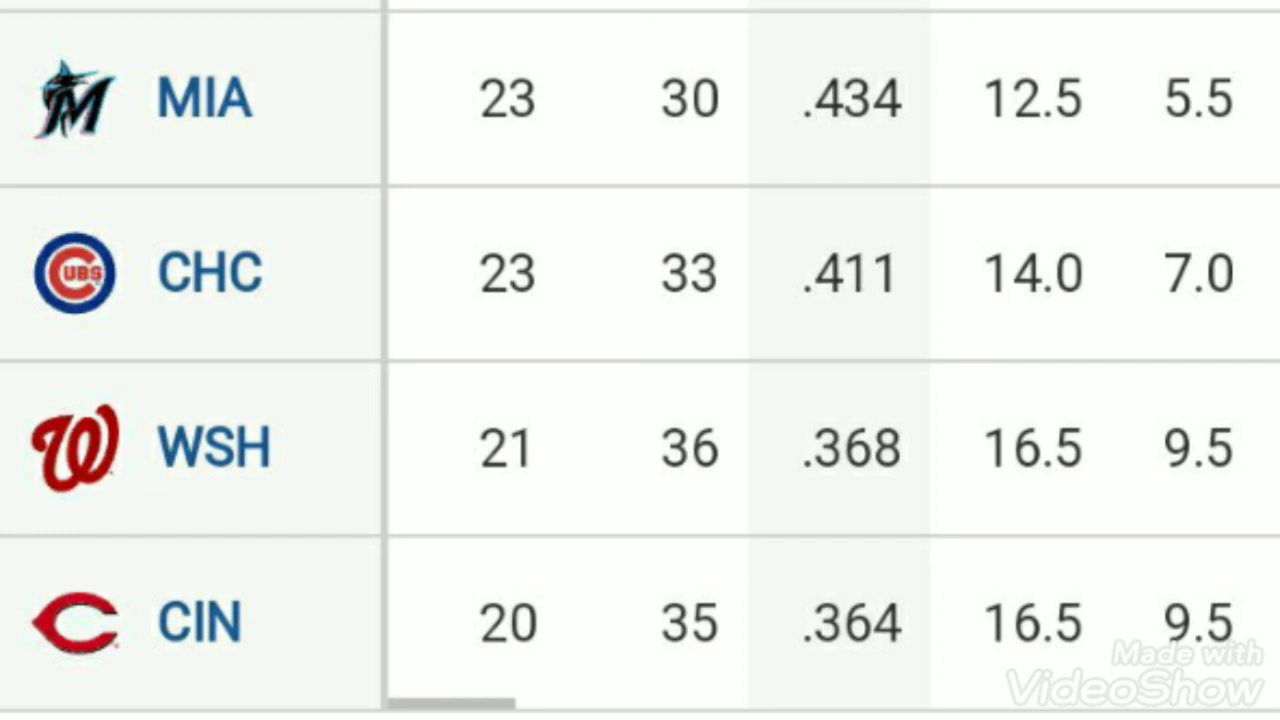 MIA 23 30 .434 12.5 5.5
UBS
CHC 23 33 .411 14.0 7.0
WSH 21 36 .368 16.5 9.5
CIN 20 35 .364 16.5 9.5
Made with
VideoShow